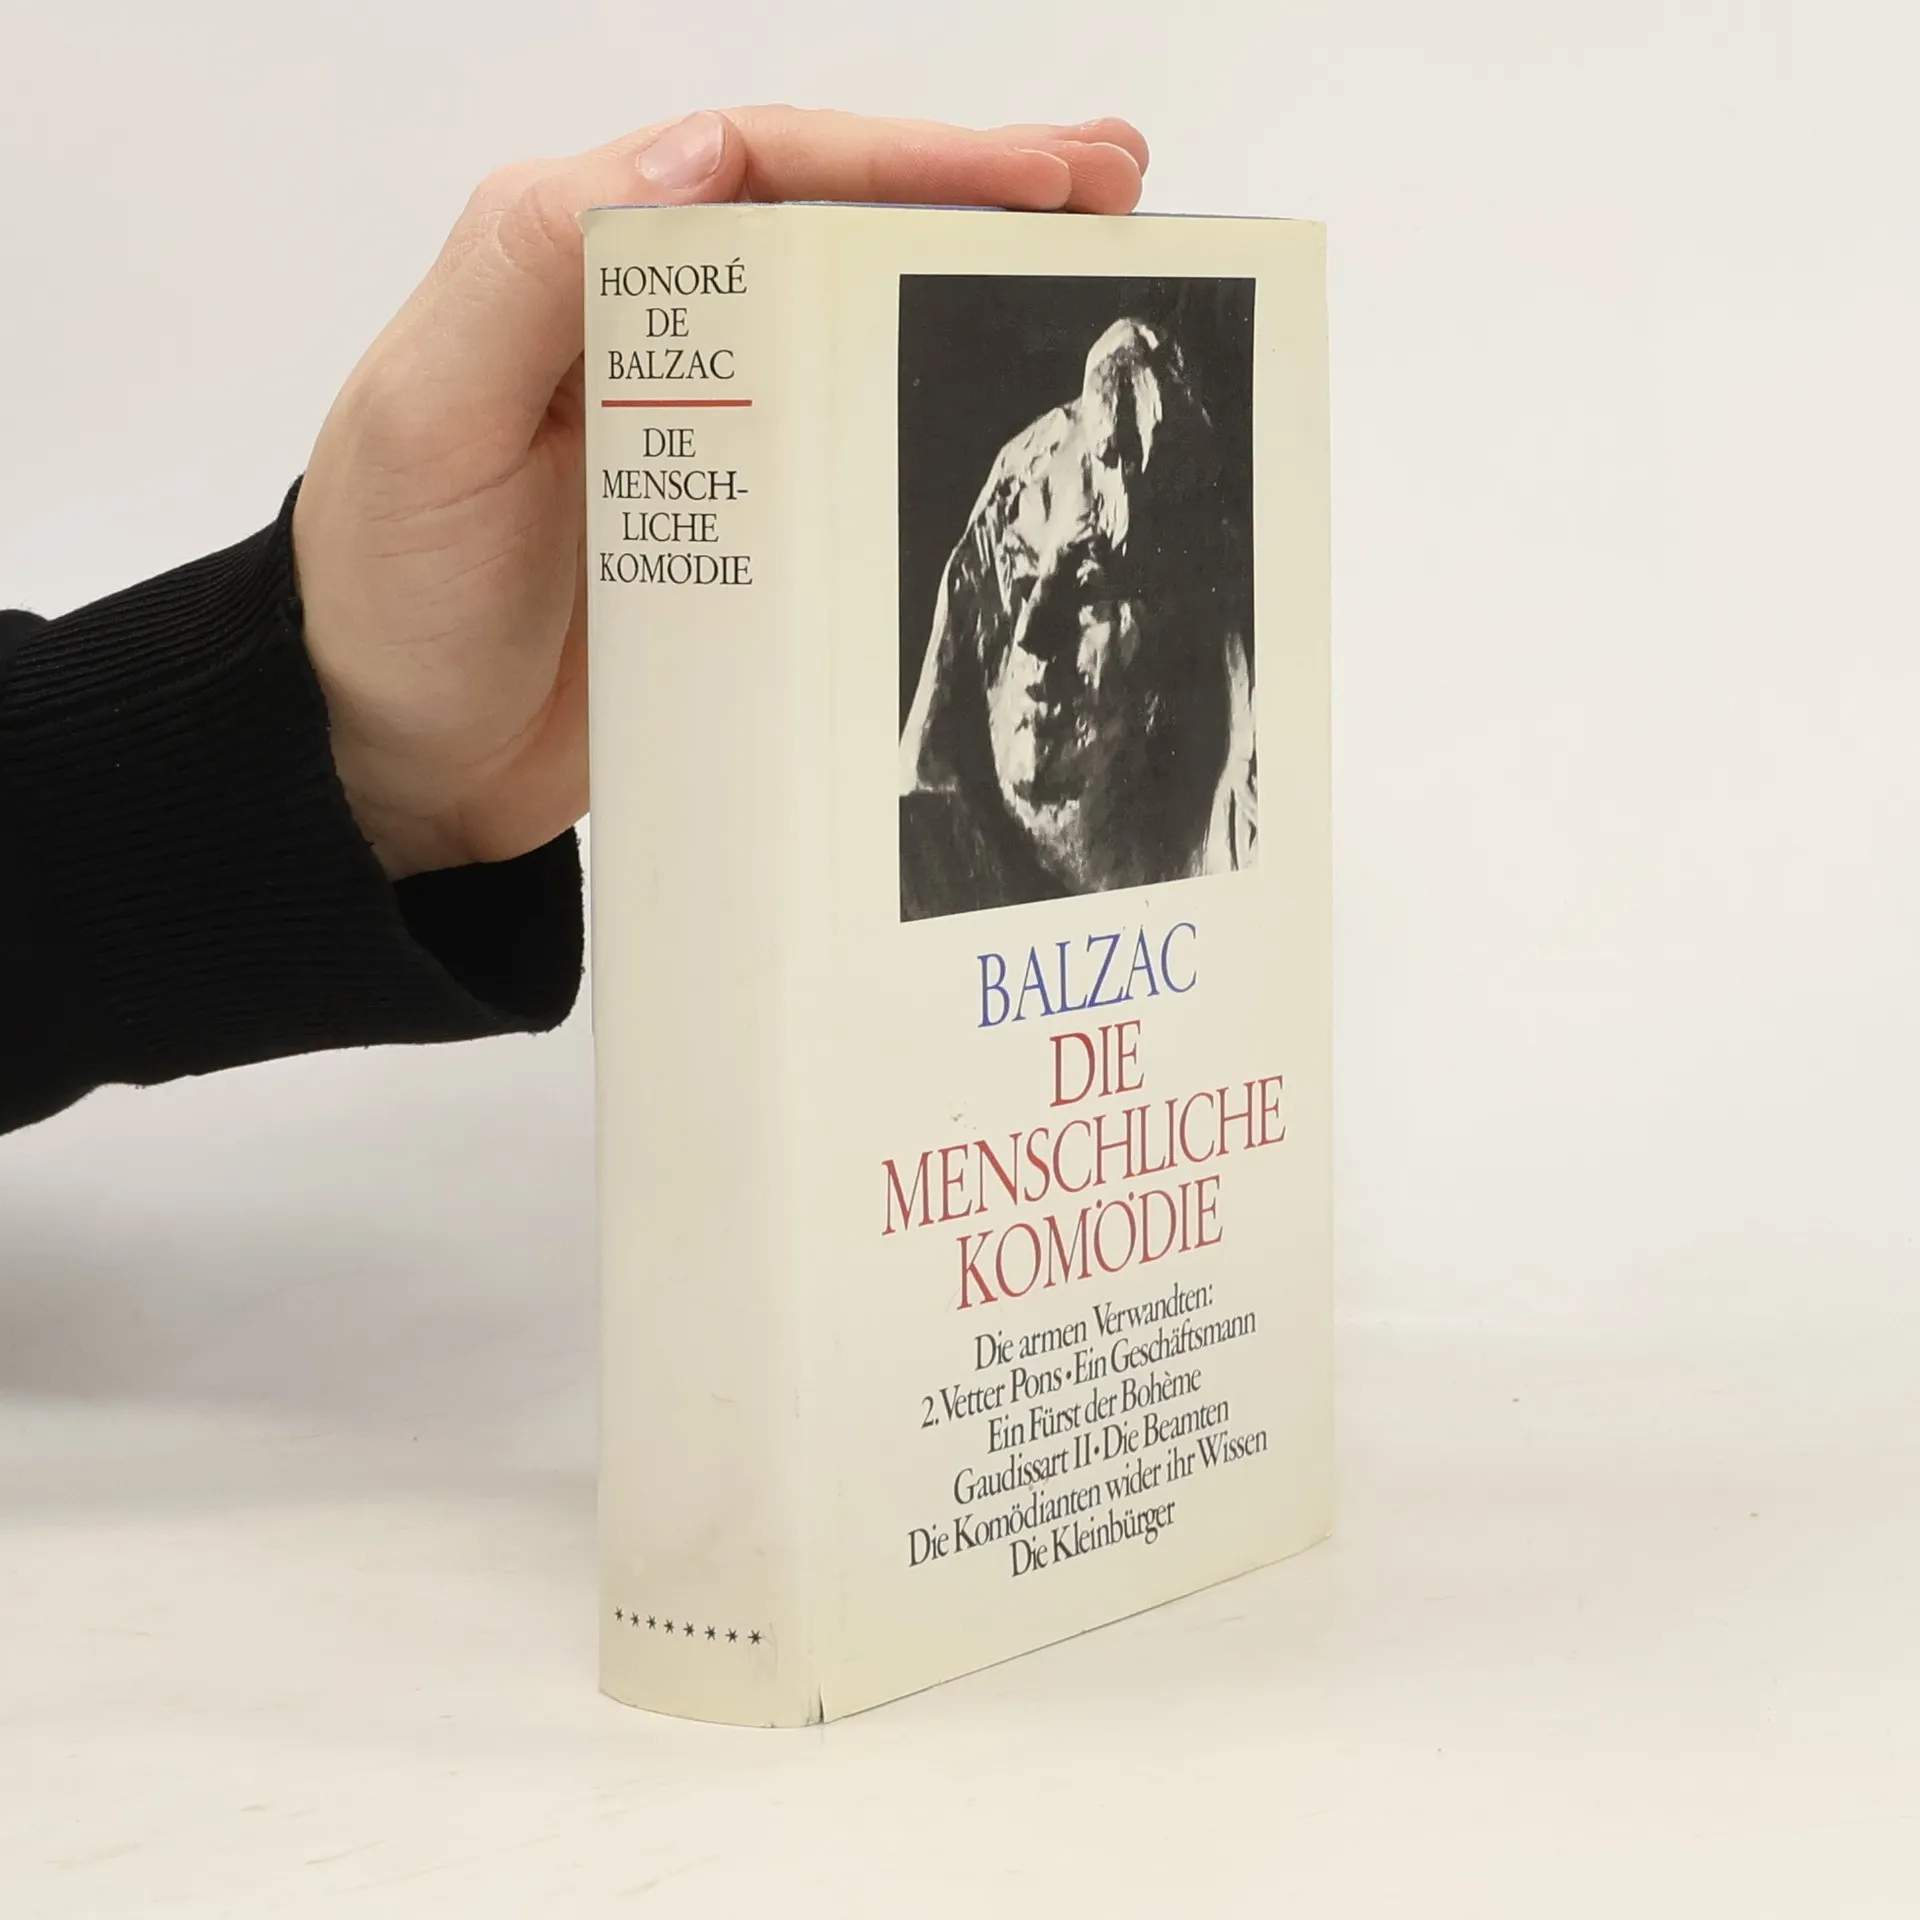 HONORÉ
DE
BALZAC
DIE
MENSCH-
LICHE
KOMÖDIE
********
BALZAC
DIE
MENSCHLICHE
KOMÖDIE
Die armen Verwandten:
2. Vetter Pons • Ein Geschäftsmann
Ein Fürst der Bohème
Gaudissart II • Die Beamten
Die Komödianten wider ihr Wissen
Die Kleinbürger